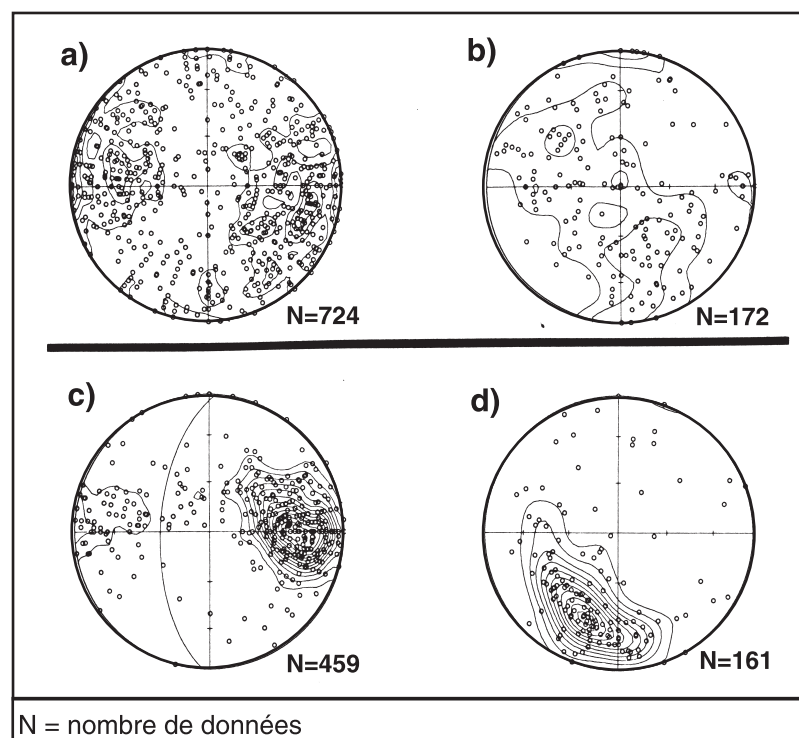 a)
b)
N=724
N=172
c)
d)
N=459
N=161
N = nombre de données